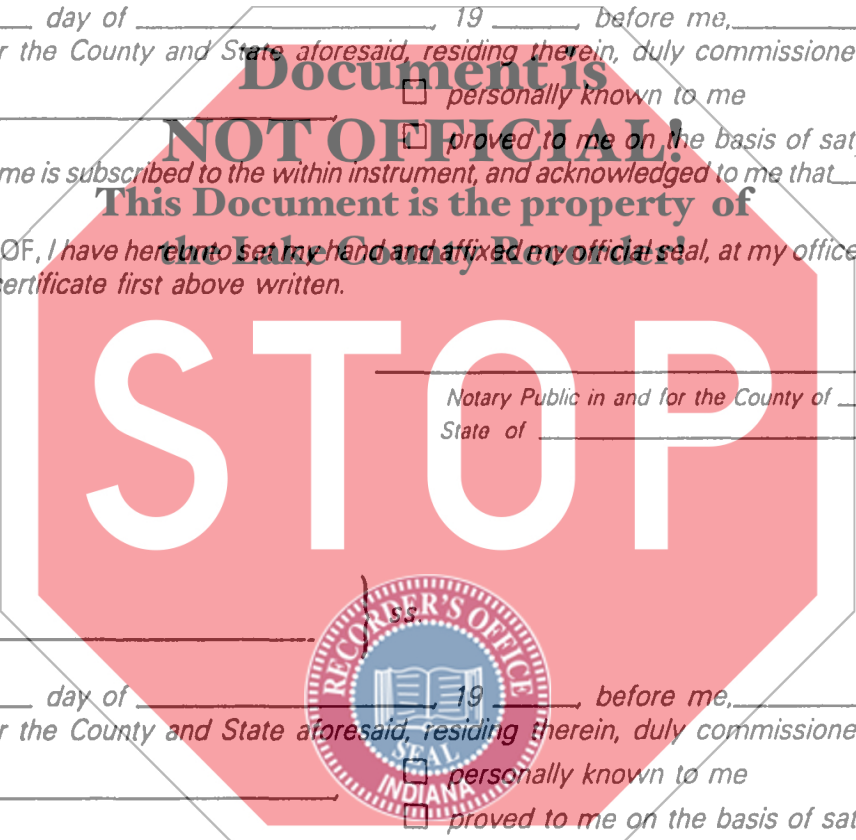 day of , 19 , before me,
r the County and State aforesaid, residing therein, duly commissione
Document is
personally known to me
NOT OFFICIAL!
proved to me on the basis of sat
me is subscribed to the within instrument, and acknowledged to me that
This Document is the property of
OF, I have hereunto set my hand and affixed my official seal, at my office
the Lake County Recorder!
ertificate first above written.
STOP
Notary Public in and for the County of
State of
ss.
RECORDER'S OFFICE
SEAL
INDIANA
day of , 19 , before me,
r the County and State aforesaid, residing therein, duly commissione
personally known to me
proved to me on the basis of sat